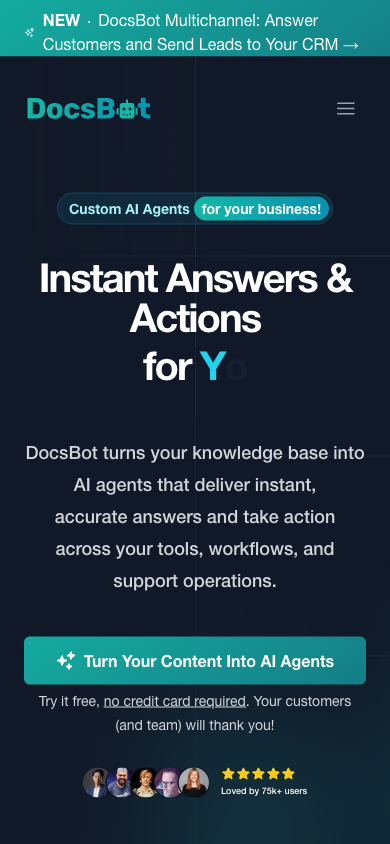 NEW · DocsBot Multichannel: Answer
Customers and Send Leads to Your CRM →
DocsBot
Custom AI Agents for your business!
Instant Answers &
Actions
for Yo
DocsBot turns your knowledge base into
AI agents that deliver instant,
accurate answers and take action
across your tools, workflows, and
support operations.
Turn Your Content Into AI Agents
Try it free, no credit card required. Your customers
(and team) will thank you!
Loved by 75k+ users